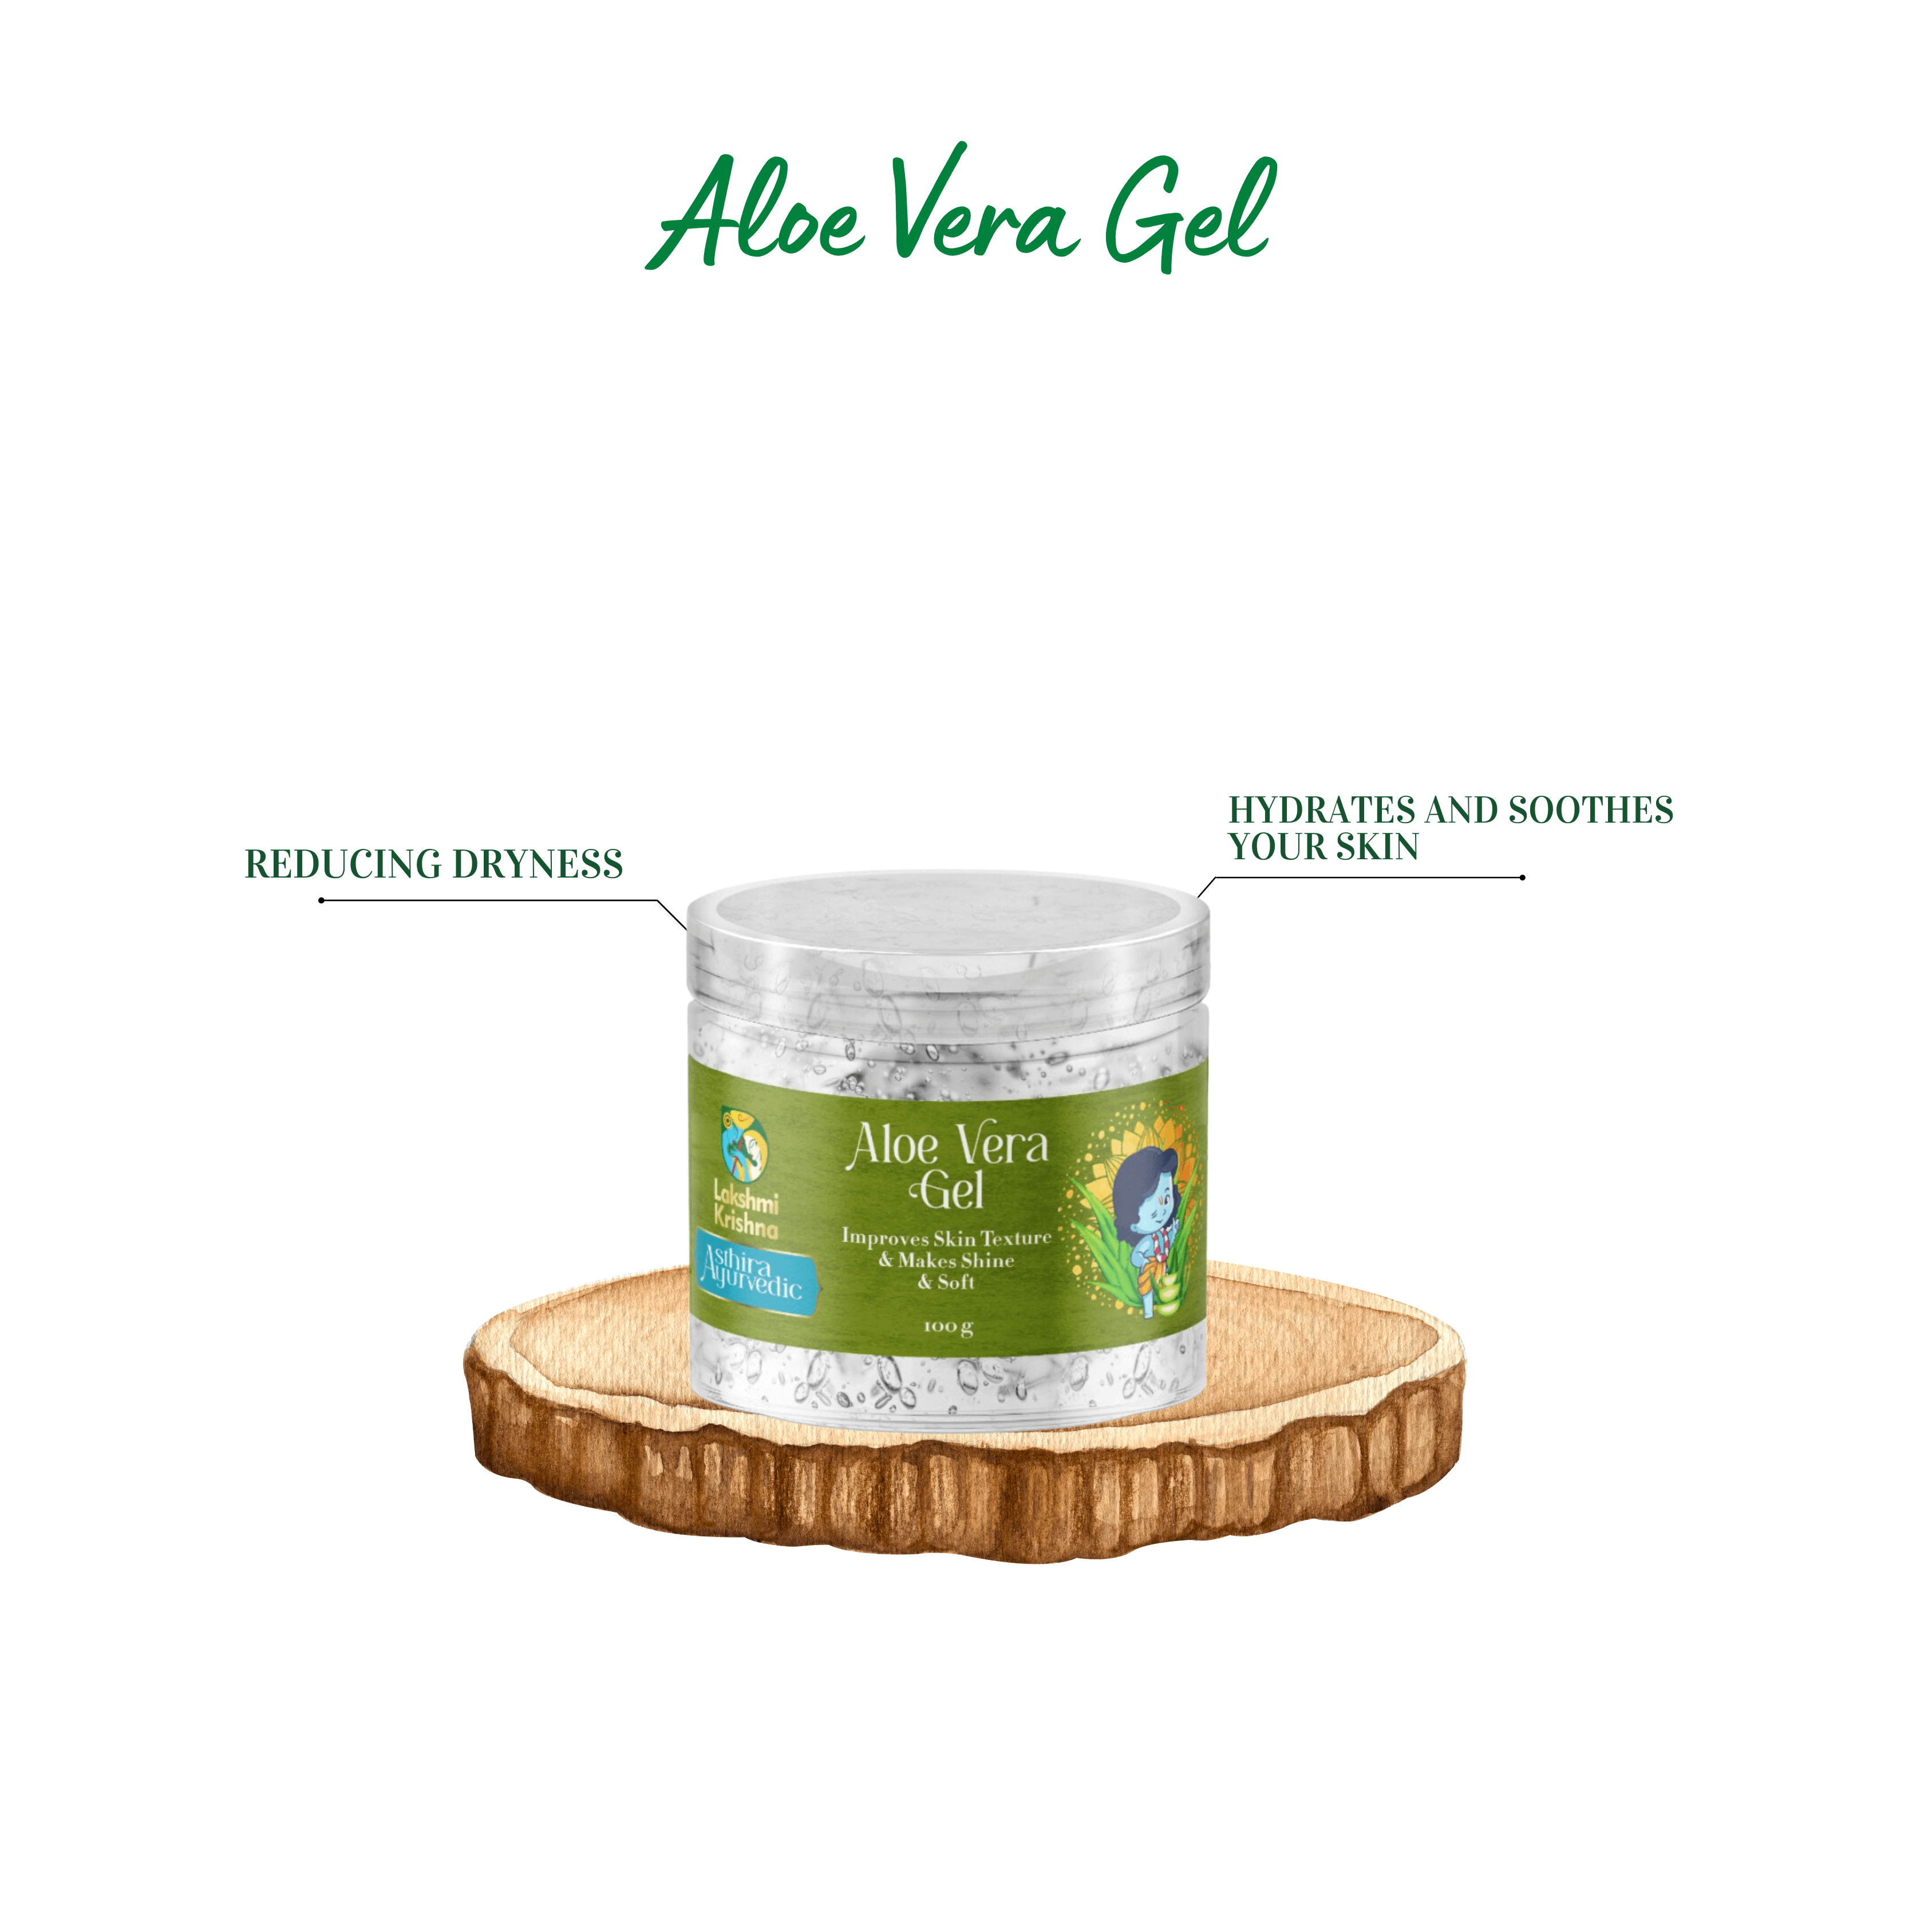 Aloe Vera Gel
HYDRATES AND SOOTHES
YOUR SKIN
REDUCING DRYNESS
Aloe Vera
Gel
Lakshmi
Krishna
Asthira
Ayurvedic
Improves Skin Texture
& Makes Shine
& Soft
100 g